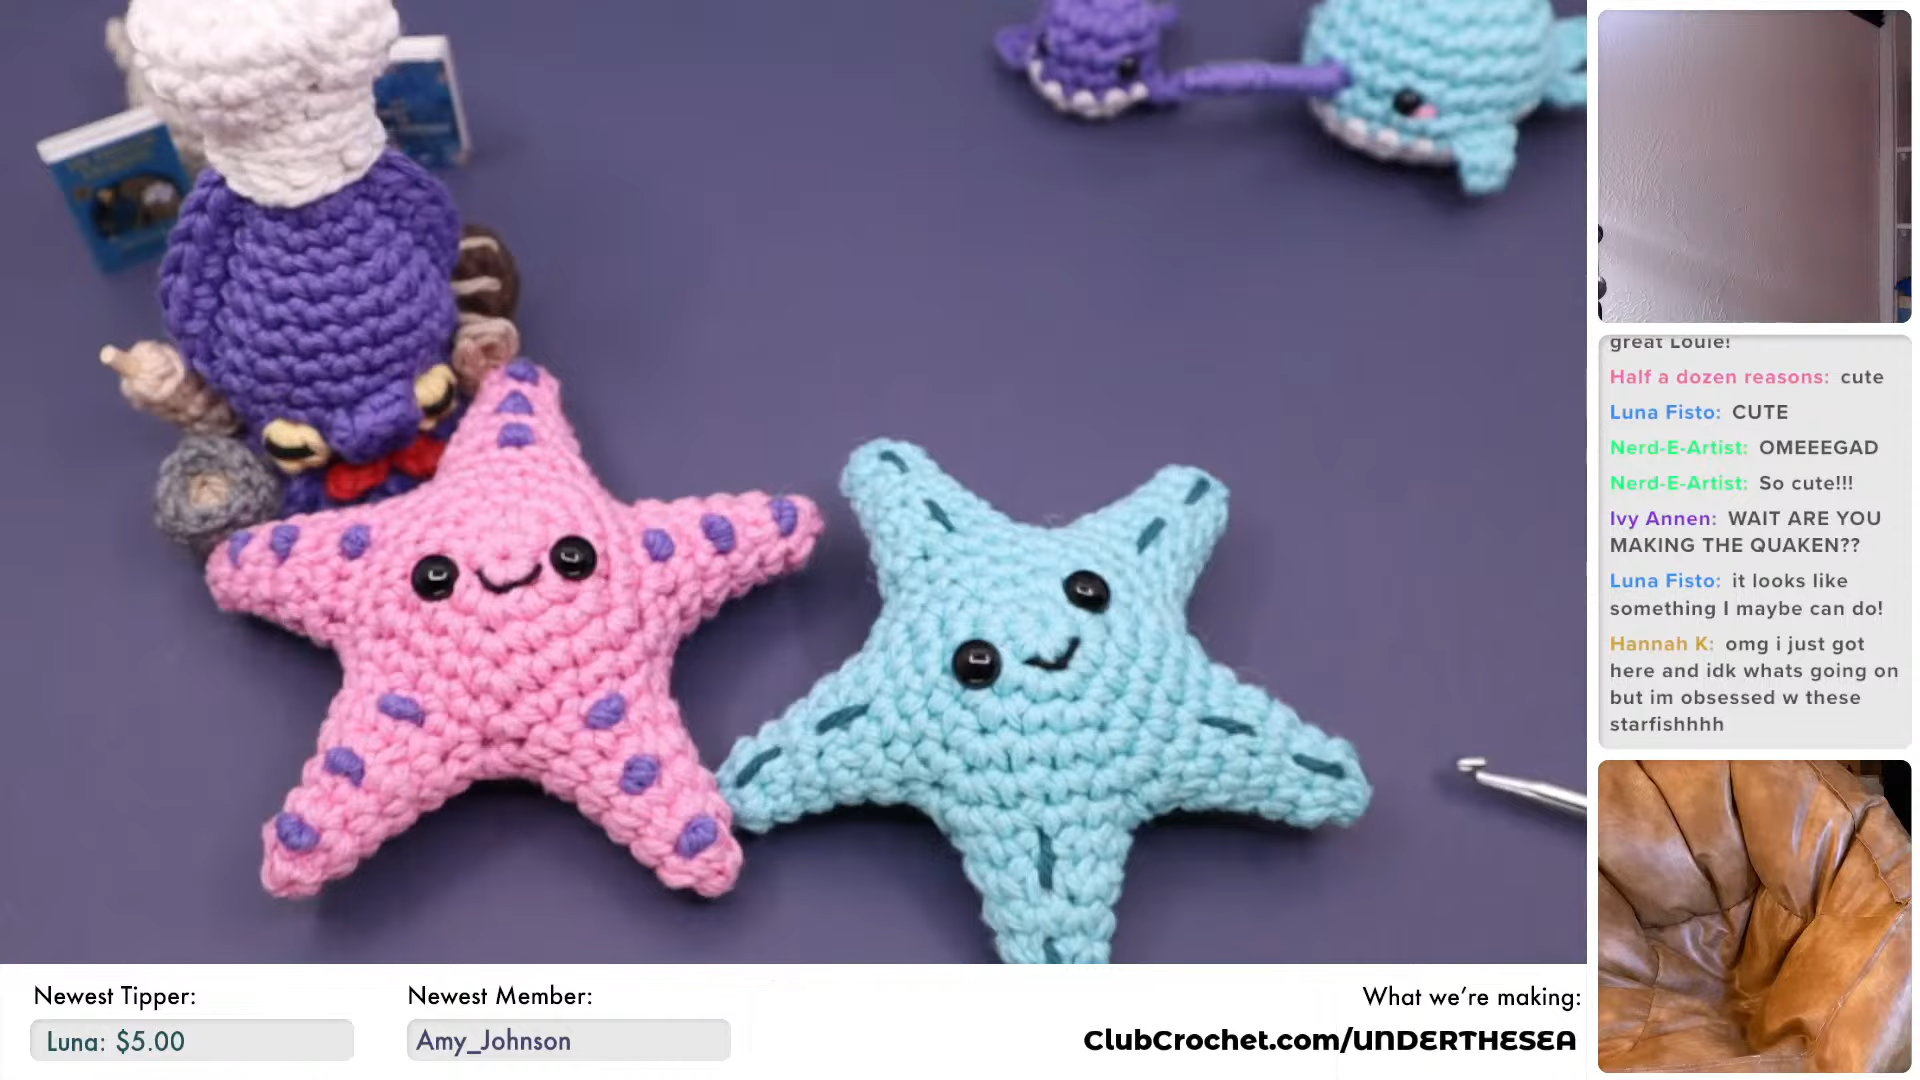 great Louie!
Half a dozen reasons: cute
Luna Fisto: CUTE
Nerd-E-Artist: OMEEEGAD
Nerd-E-Artist: So cute!!!
Ivy Annen: WAIT ARE YOU
MAKING THE QUAKEN??
Luna Fisto: it looks like
something I maybe can do!
Hannah K: omg i just got
here and idk whats going on
but im obsessed w these
starfishhhh
Newest Tipper:
Luna: $5.00
Newest Member:
Amy_Johnson
What we're making:
ClubCrochet.com/UNDERTHESEA